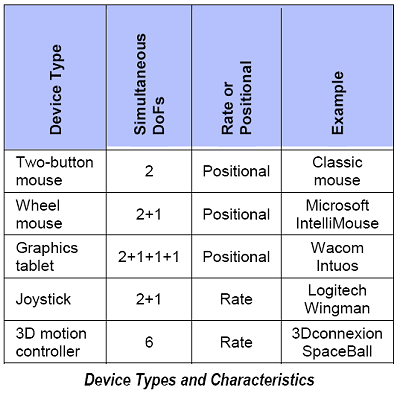 Device Type
Simultaneous
DoFs
Rate or
Positional
Example
Two-button
mouse
2
Positional
Classic
mouse
Wheel
mouse
2+1
Positional
Microsoft
IntelliMouse
Graphics
tablet
2+1+1+1
Positional
Wacom
Intuos
Joystick
2+1
Rate
Logitech
Wingman
3D motion
controller
6
Rate
3Dconnexion
SpaceBall
Device Types and Characteristics